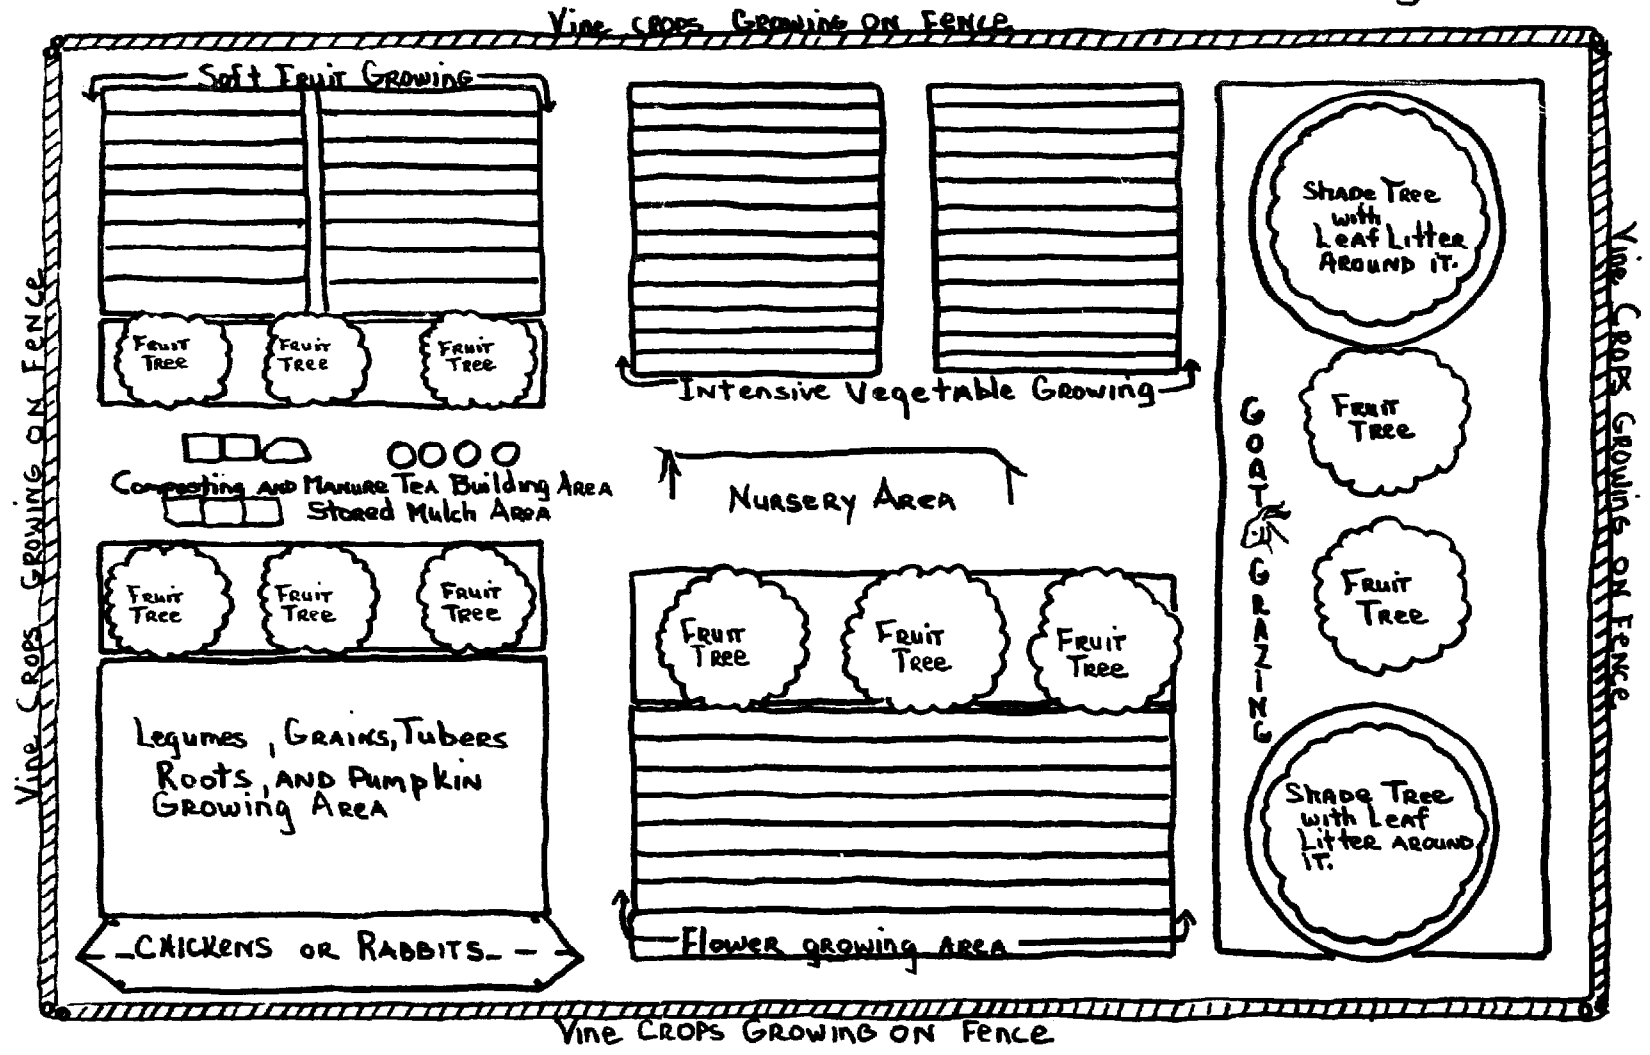 Vine crops Growing on Fence
Soft Fruit Growing
Shade Tree
with
Leaf Litter
Around it.
Vine Crops Growing on Fence
Vine Crops Growing on Fence
Fruit
Tree
Fruit
Tree
Fruit
Tree
Intensive Vegetable Growing
Fruit
Tree
Goat Grazing
Composting and Manure Tea Building Area
Stored Mulch Area
Nursery Area
Fruit
Tree
Fruit
Tree
Fruit
Tree
Fruit
Tree
Fruit
Tree
Fruit
Tree
Fruit
Tree
Legumes, Grains, Tubers
Roots, and Pumpkin
Growing Area
Shade Tree
with Leaf
Litter around
it.
Chickens or Rabbits
Flower growing area
Vine Crops Growing on Fence